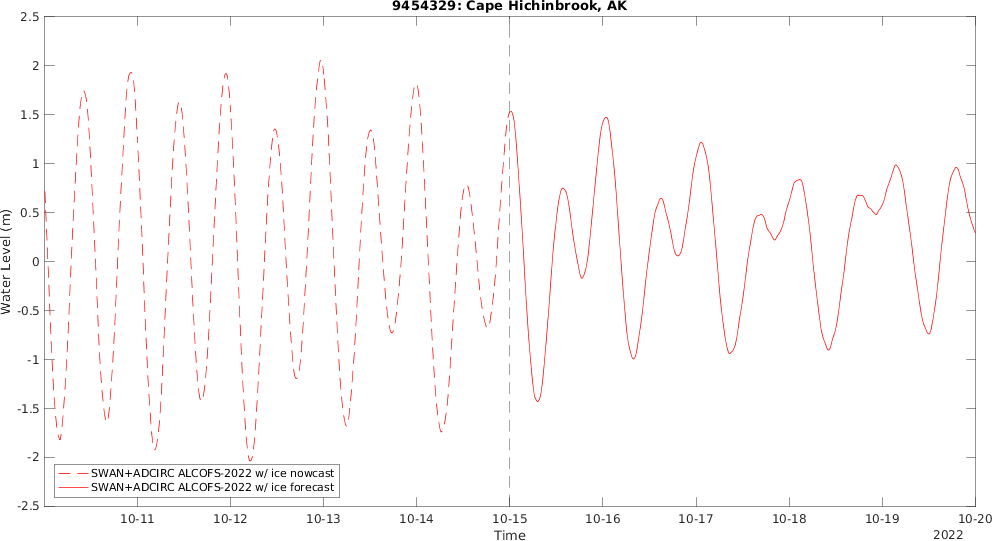 9454329: Cape Hichinbrook, AK
2.5
2
1.5
1
0.5
0
-0.5
-1
-1.5
-2
-2.5
Water Level (m)
SWAN+ADCIRC ALCOFS-2022 w/ ice nowcast
SWAN+ADCIRC ALCOFS-2022 w/ ice forecast
10-11 10-12 10-13 10-14 10-15 10-16 10-17 10-18 10-19 10-20
Time
2022